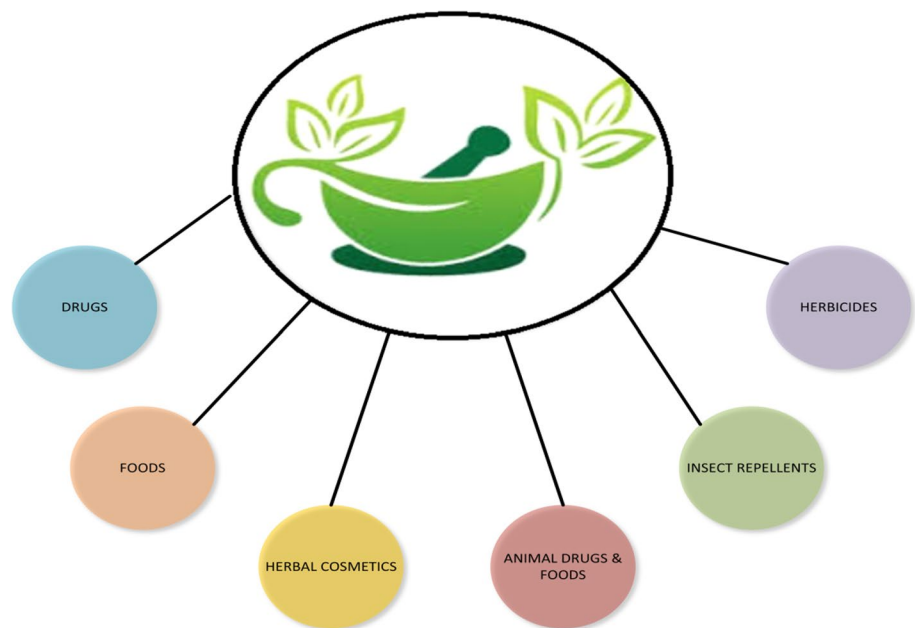 DRUGS
HERBICIDES
FOODS
INSECT REPELLENTS
HERBAL COSMETICS
ANIMAL DRUGS &
FOODS